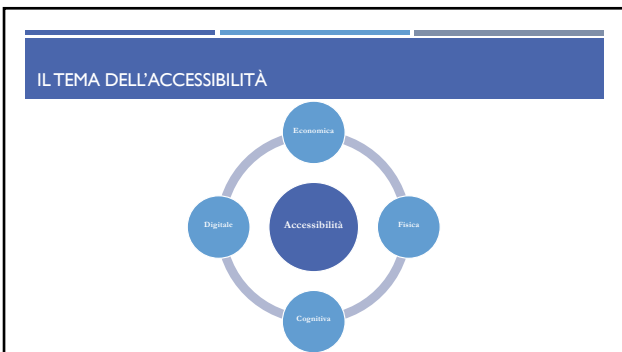 IL TEMA DELL'ACCESSIBILITÀ
Economica
Digitale
Accessibilità
Fisica
Cognitiva